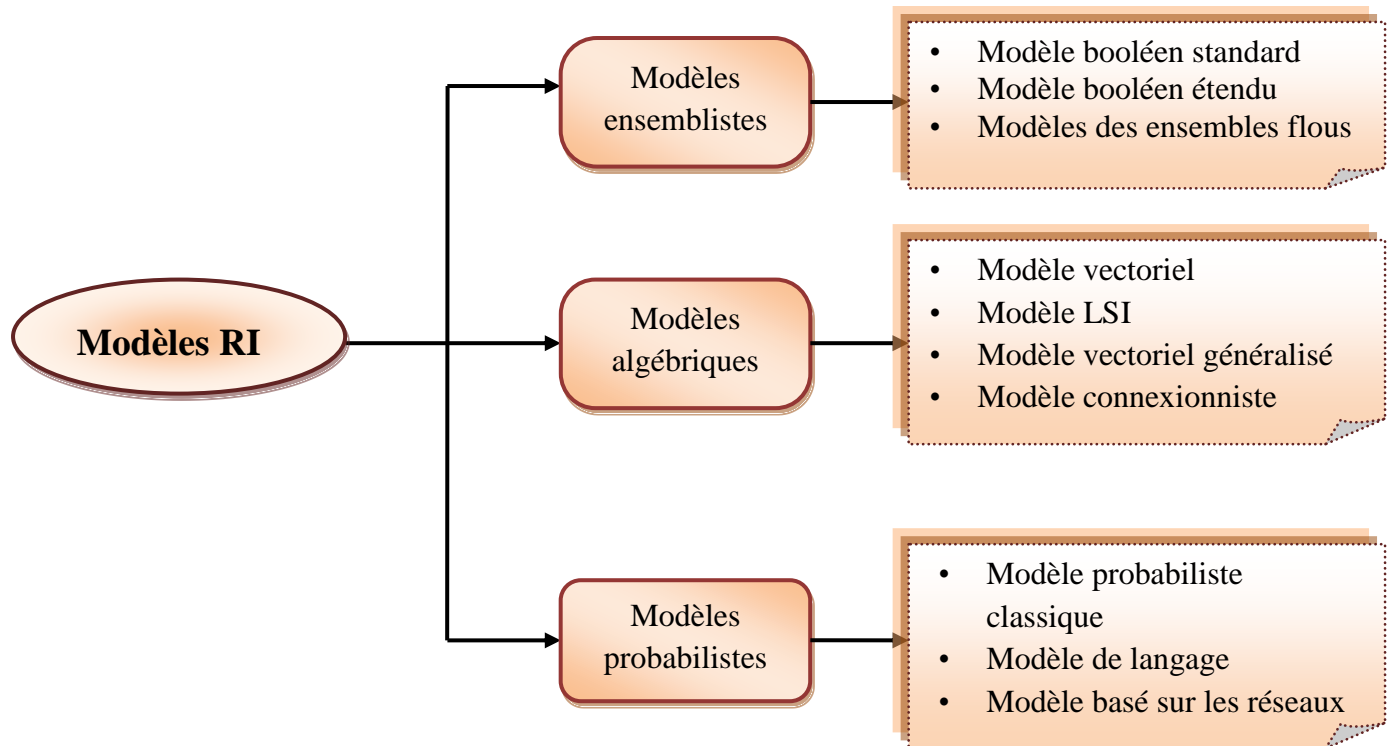 Modèles RI
Modèles
ensemblistes
• Modèle booléen standard
• Modèle booléen étendu
• Modèles des ensembles flous
Modèles
algébriques
• Modèle vectoriel
• Modèle LSI
• Modèle vectoriel généralisé
• Modèle connexionniste
Modèles
probabilistes
• Modèle probabiliste
classique
• Modèle de langage
• Modèle basé sur les réseaux